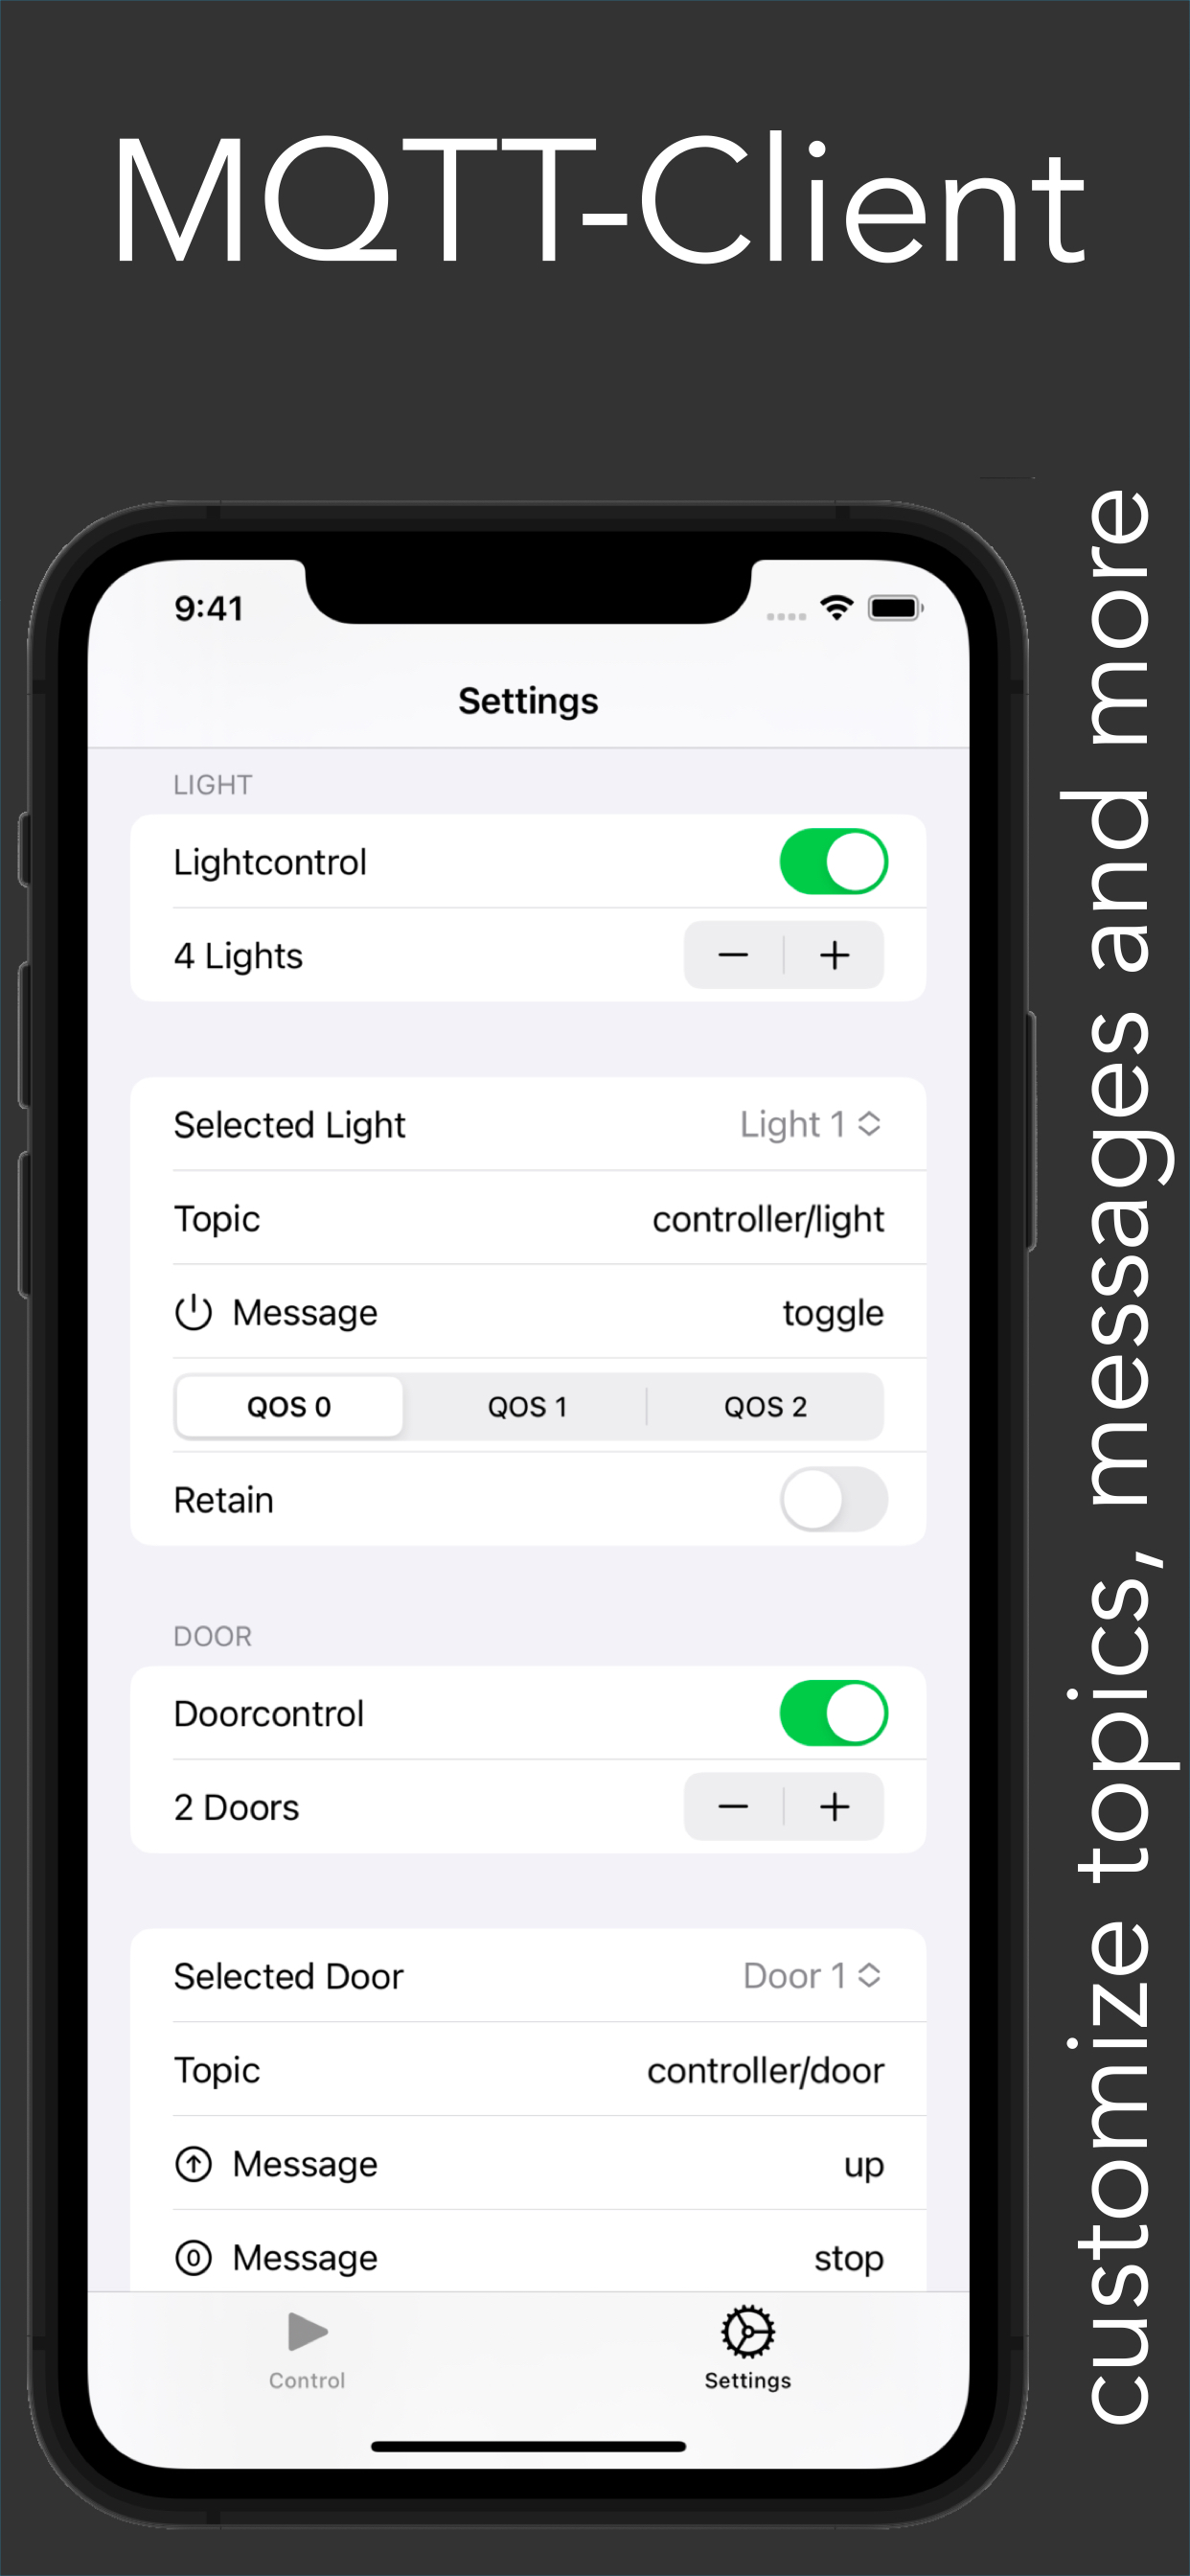 MQTT-Client
9:41
Settings
LIGHT
Lightcontrol
4 Lights
Selected Light Light 1
Topic controller/light
Message toggle
QOS 0 QOS 1 QOS 2
Retain
DOOR
Doorcontrol
2 Doors
Selected Door Door 1
Topic controller/door
Message up
Message stop
Control Settings
customize topics, messages and more